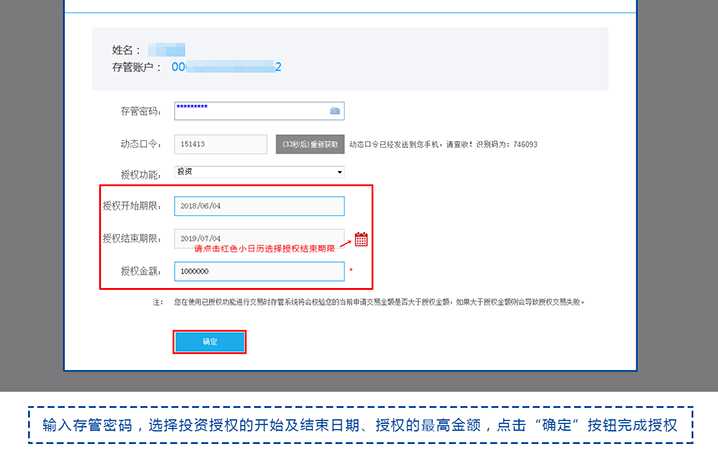 姓名：
存管账户： 00 2
存管密码： *********
动态口令： 151413 (33秒后)重新获取 动态口令已经发送到您手机，请查收！识别码为：746093
授权功能： 投资
授权开始期限： 2018/06/04
授权结束期限： 2019/07/04
请点击红色小日历选择授权结束期限
授权金额： 1000000 *
注： 您在使用已授权功能进行交易时存管系统将会校验您的当前申请交易金额是否大于授权金额，如果大于授权金额则会导致授权交易失败。
确定
输入存管密码，选择投资授权的开始及结束日期、授权的最高金额，点击“确定”按钮完成授权